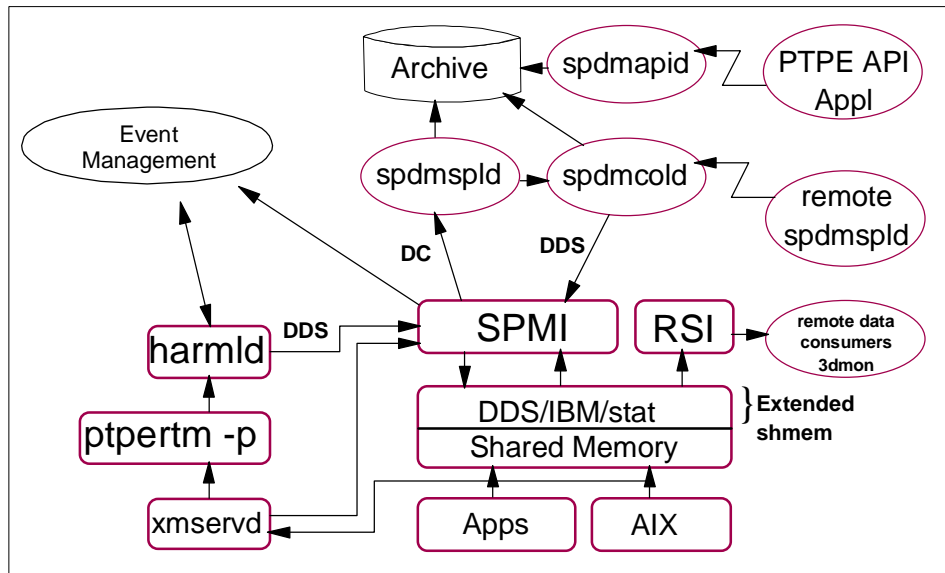 Archive
spdmapid
PTPE API
Appl
Event
Management
spdmspld
spdmcold
remote
spdmspld
DC
DDS
SPMI
RSI
remote data
consumers
3dmon
DDS
harmld
DDS/IBM/stat
Shared Memory
} Extended
shmem
ptpertm -p
xmservd
Apps
AIX